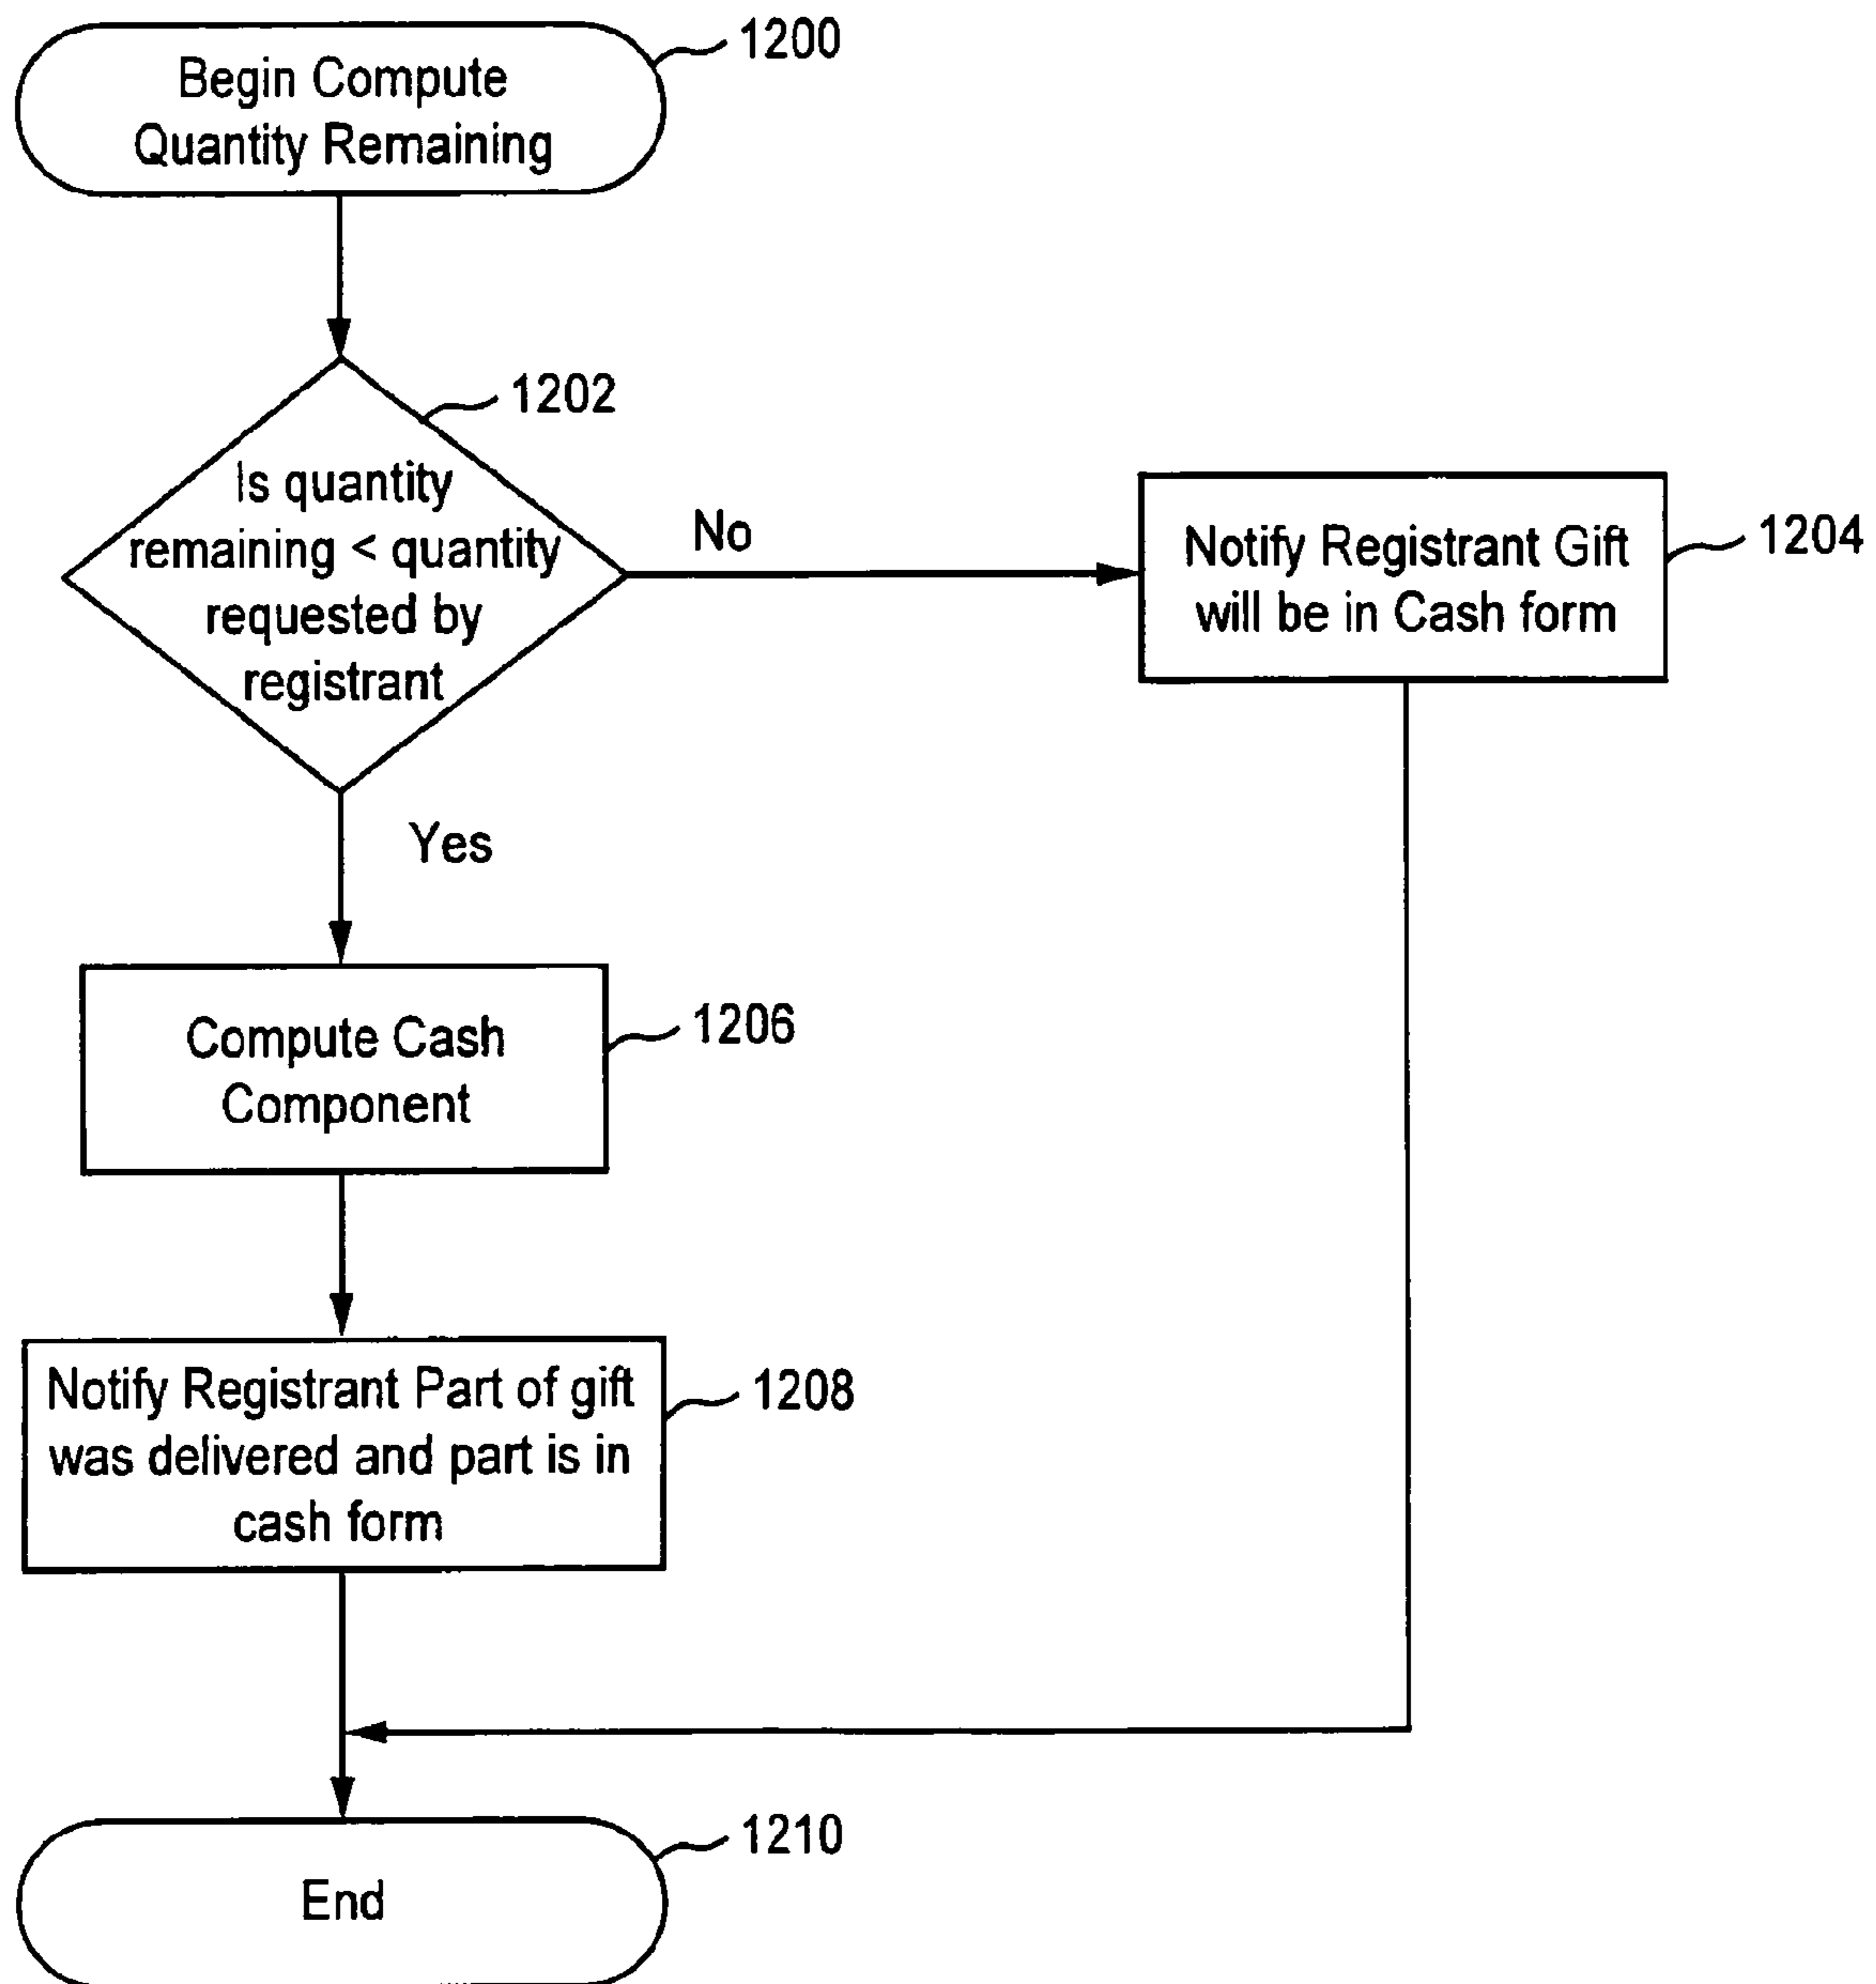 Begin Compute
Quantity Remaining
1200
1202
Is quantity
remaining < quantity
requested by
registrant
No
Notify Registrant Gift
will be in Cash form
1204
Yes
Compute Cash
Component
1206
Notify Registrant Part of gift
was delivered and part is in
cash form
1208
End
1210